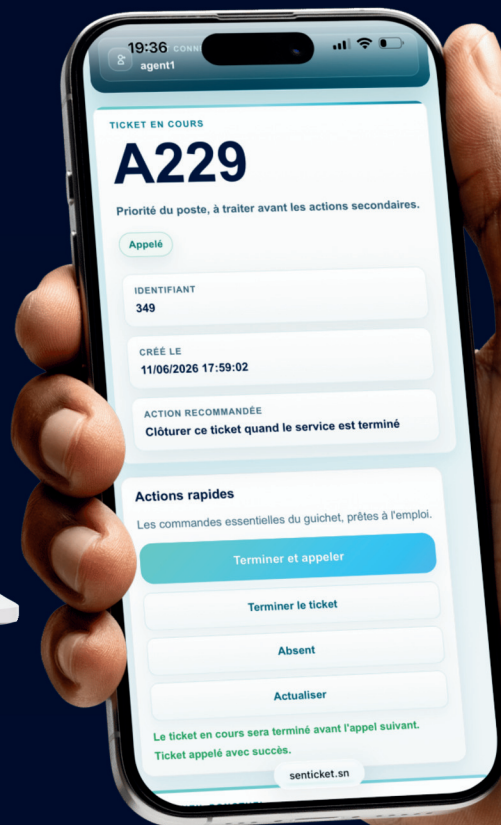 19:36
agent1
TICKET EN COURS
A229
Priorité du poste, à traiter avant les actions secondaires.
Appelé
IDENTIFIANT
349
CRÉÉ LE
11/06/2026 17:59:02
ACTION RECOMMANDÉE
Clôturer ce ticket quand le service est terminé
Actions rapides
Les commandes essentielles du guichet, prêtes à l'emploi.
Terminer et appeler
Terminer le ticket
Absent
Actualiser
Le ticket en cours sera terminé avant l'appel suivant.
Ticket appelé avec succès.
senticket.sn